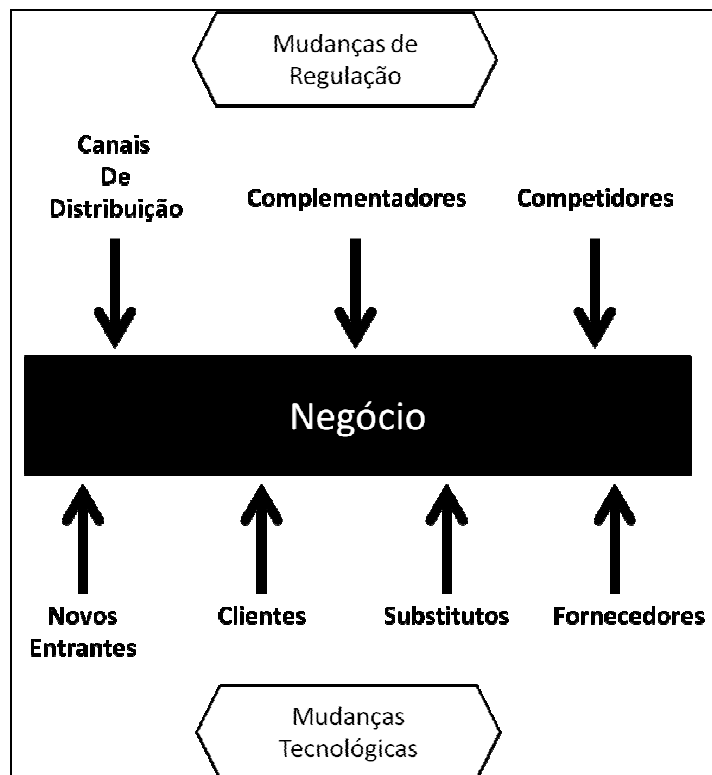 Mudanças de
Regulação
Canais
De
Distribuição
Complementadores
Competidores
Negócio
Novos
Entrantes
Clientes
Substitutos
Fornecedores
Mudanças
Tecnológicas